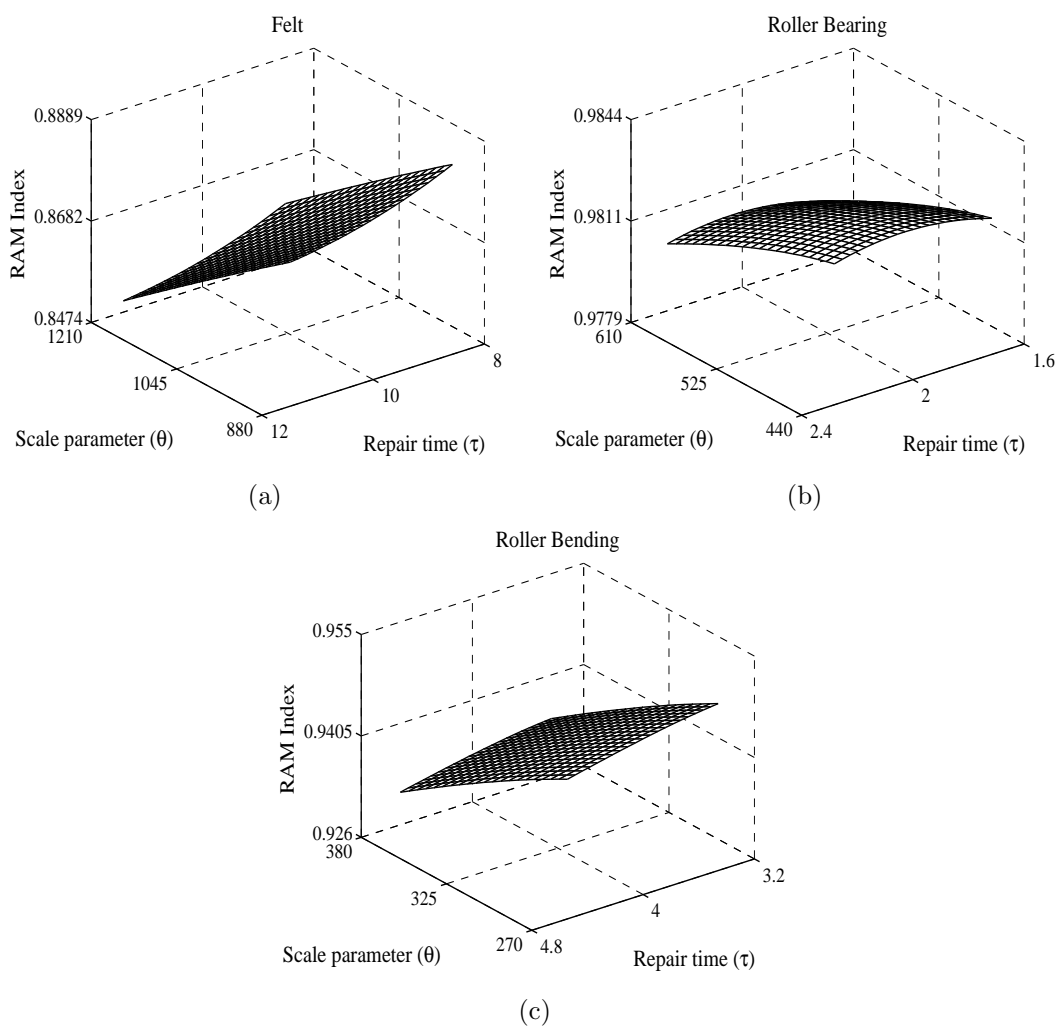 Felt
0.8889
0.8682
0.8474
RAM Index
1210
1045
880
12
10
8
Scale parameter (θ)
Repair time (τ)
(a)
Roller Bearing
0.9844
0.9811
0.9779
RAM Index
610
525
440
2.4
2
1.6
Scale parameter (θ)
Repair time (τ)
(b)
Roller Bending
0.955
0.9405
0.926
RAM Index
380
325
270
4.8
4
3.2
Scale parameter (θ)
Repair time (τ)
(c)